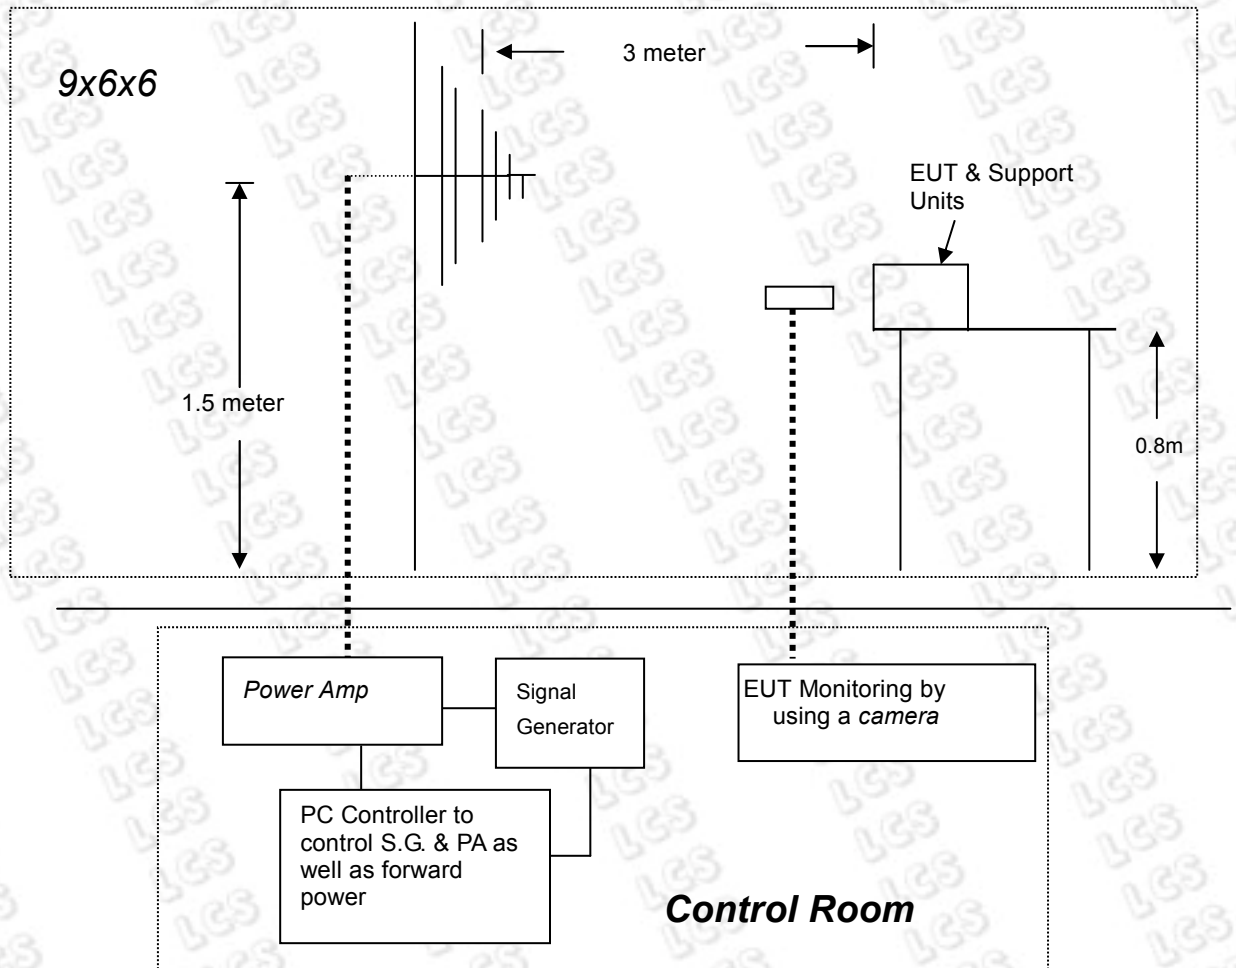 3 meter
9x6x6
EUT & Support
Units
1.5 meter
0.8m
Power Amp
Signal
Generator
EUT Monitoring by
using a camera
PC Controller to
control S.G. & PA as
well as forward
power
Control Room
LCS